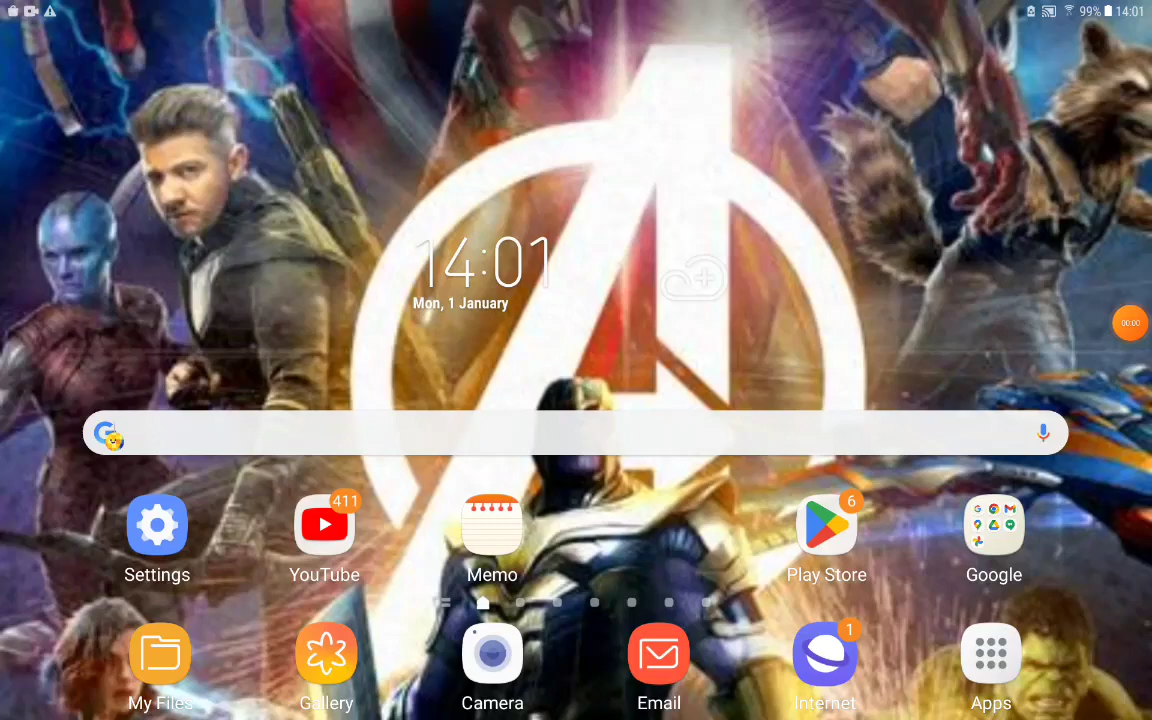 99% 14:01
14:01
Mon, 1 January
00:00
411
6
Settings
YouTube
Memo
Play Store
Google
1
My Files
Gallery
Camera
Email
Internet
Apps